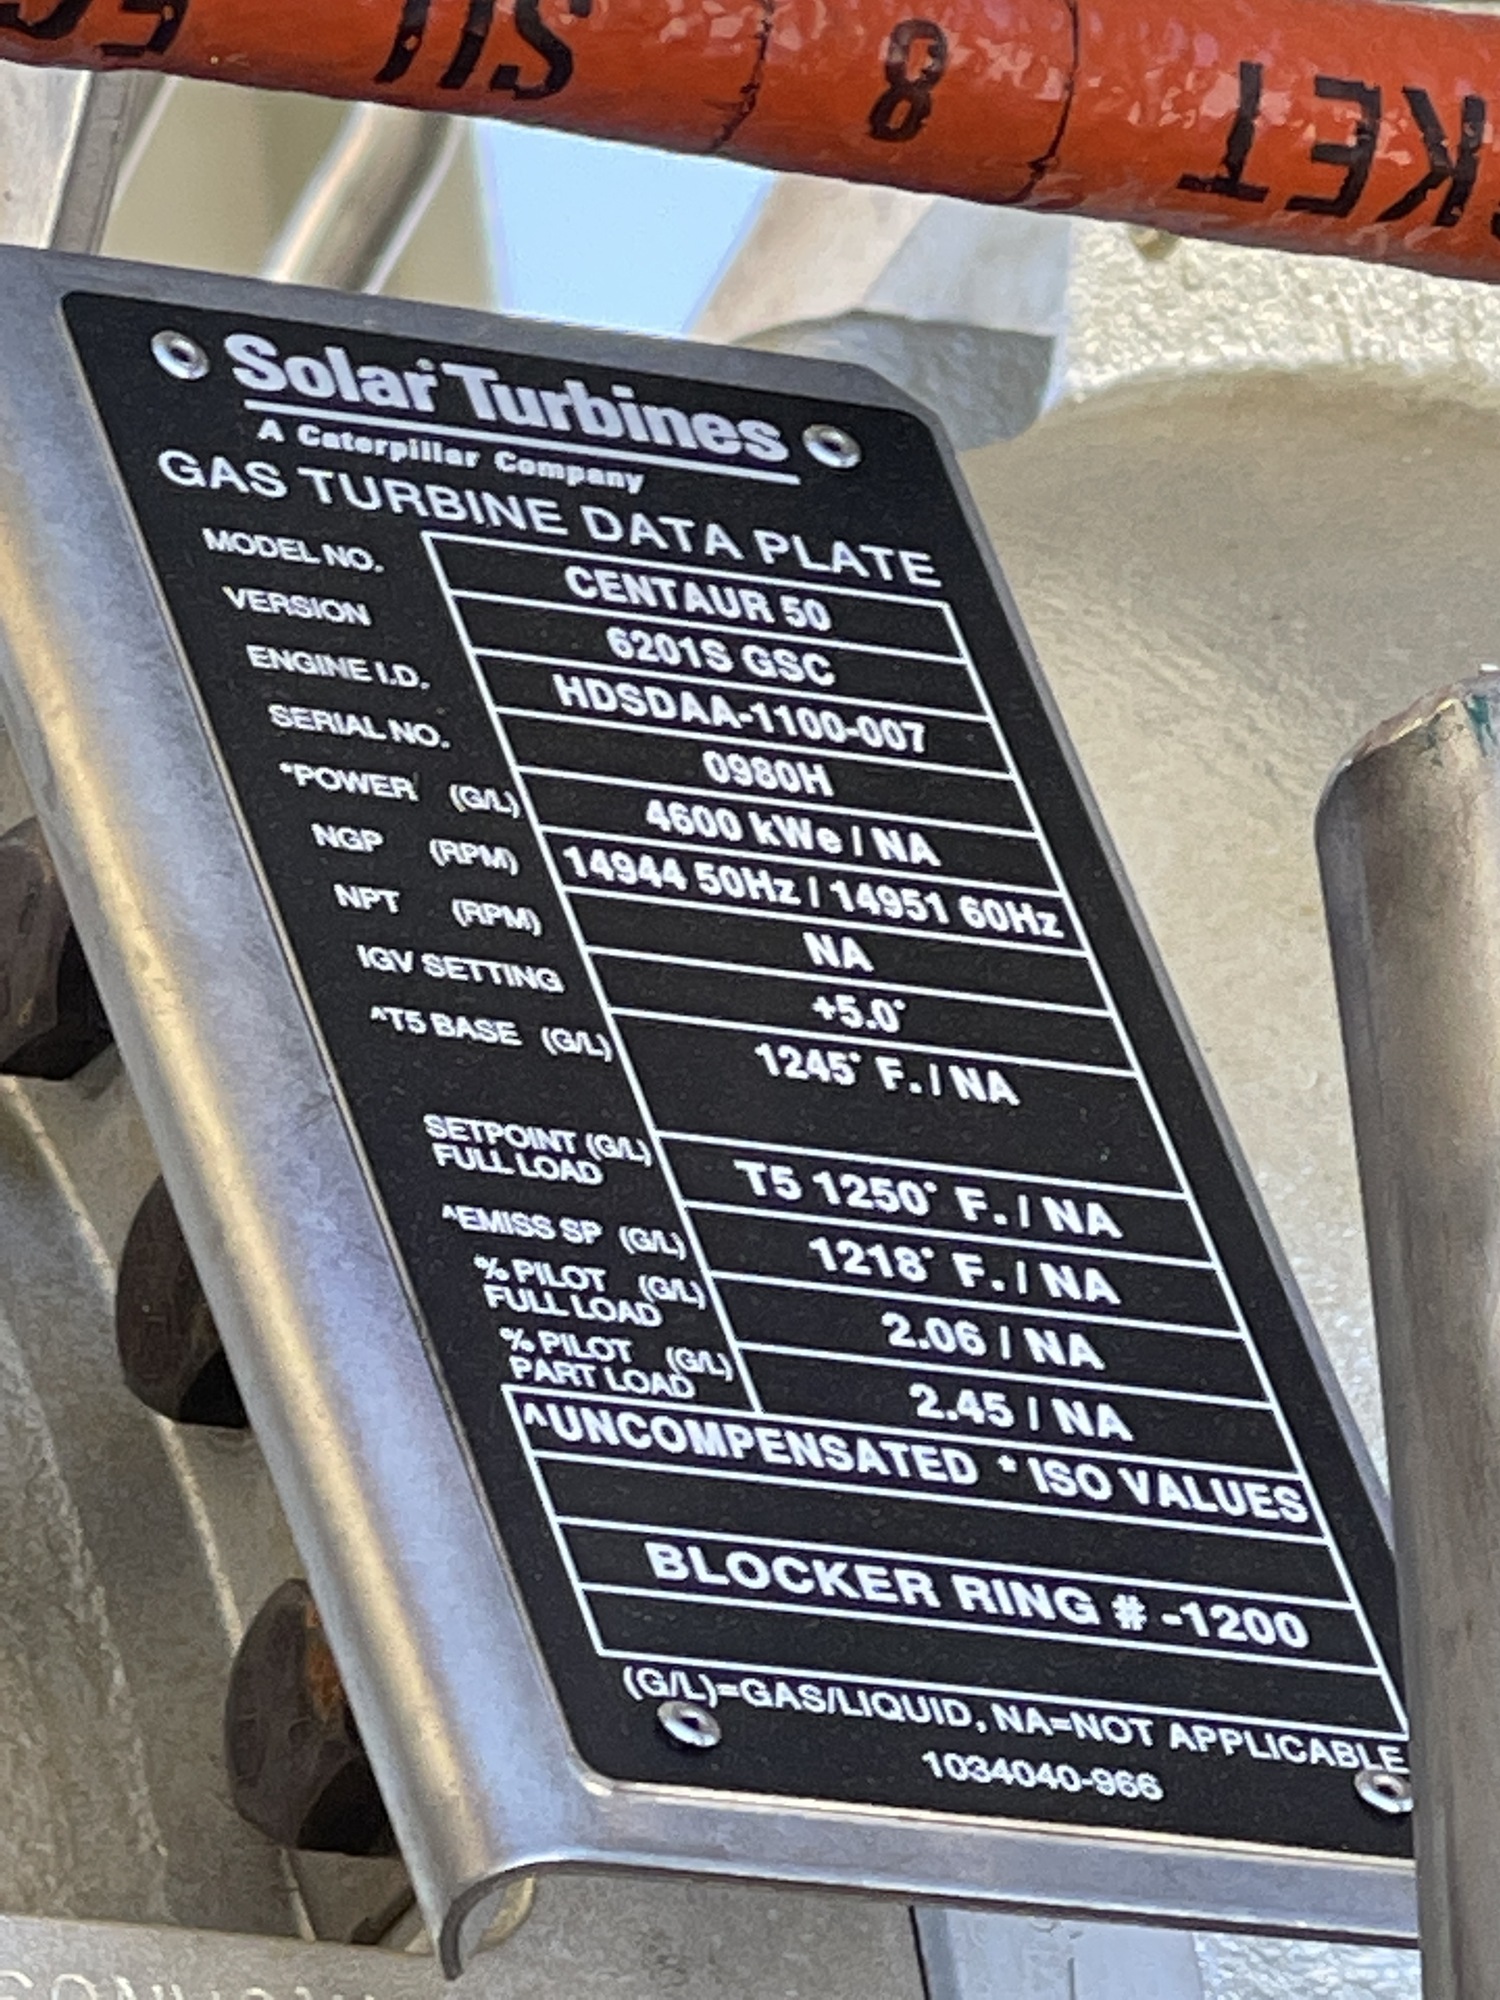 SU 8 KET
Solar Turbines
A Caterpillar Company
GAS TURBINE DATA PLATE
MODEL NO. CENTAUR 50
VERSION 6201S GSC
ENGINE I.D. HDSDAA-1100-007
SERIAL NO. 0980H
*POWER (G/L) 4600 kWe / NA
NGP (RPM) 14944 50Hz / 14951 60Hz
NPT (RPM) NA
IGV SETTING +5.0°
^T5 BASE (G/L) 1245° F. / NA
SETPOINT (G/L) T5 1250° F. / NA
FULL LOAD
^EMISS SP (G/L) 1218° F. / NA
% PILOT (G/L) 2.06 / NA
FULL LOAD
% PILOT (G/L) 2.45 / NA
PART LOAD
^UNCOMPENSATED * ISO VALUES
BLOCKER RING # -1200
(G/L)=GAS/LIQUID, NA=NOT APPLICABLE
1034040-966